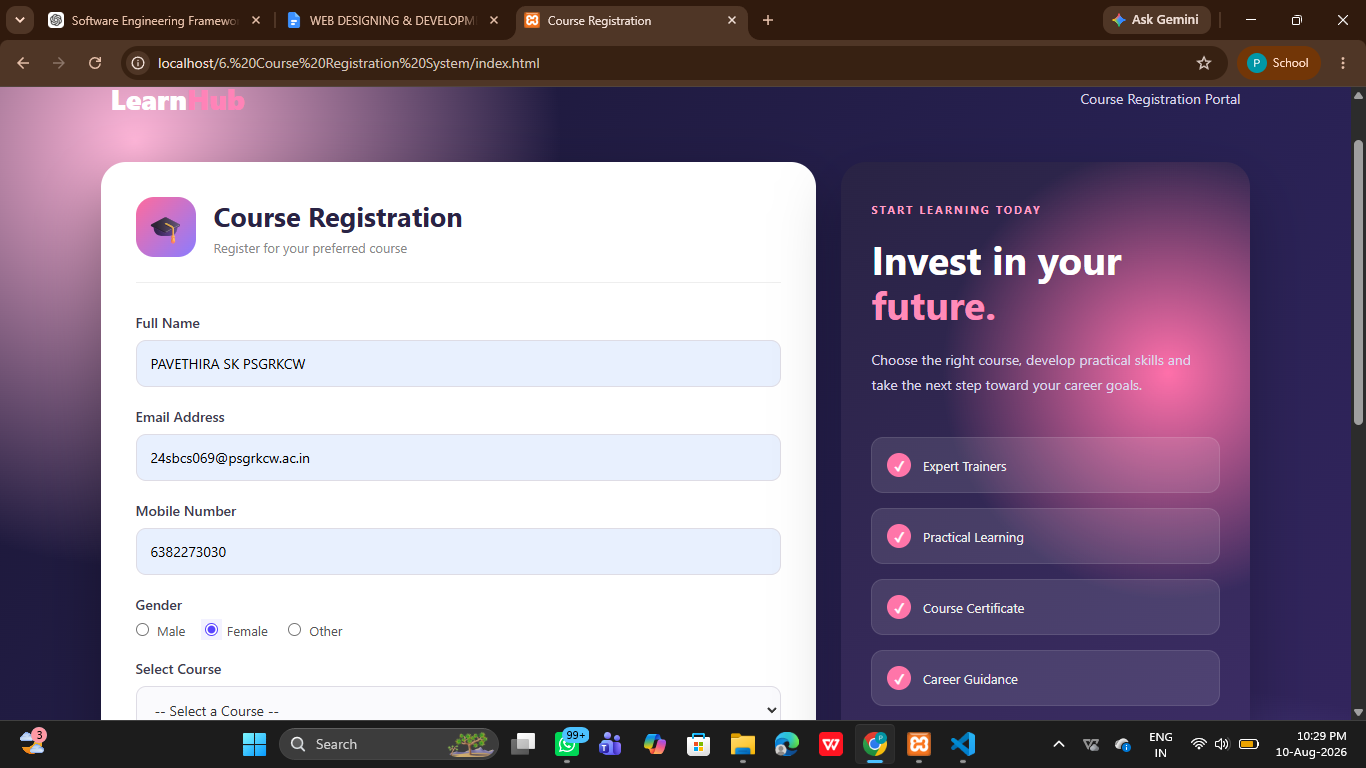 Software Engineering Framewo
WEB DESIGNING & DEVELOPM
Course Registration
Ask Gemini
localhost/6.%20Course%20Registration%20System/index.html
P
School
LearnHub
Course Registration Portal
Course Registration
Register for your preferred course
Full Name
PAVETHIRA SK PSGRKCW
Email Address
24sbcs069@psgrkcw.ac.in
Mobile Number
6382273030
Gender
Male
Female
Other
Select Course
-- Select a Course --
START LEARNING TODAY
Invest in your
future.
Choose the right course, develop practical skills and
take the next step toward your career goals.
Expert Trainers
Practical Learning
Course Certificate
Career Guidance
3
Search
99+
ENG
IN
10:29 PM
10-Aug-2026